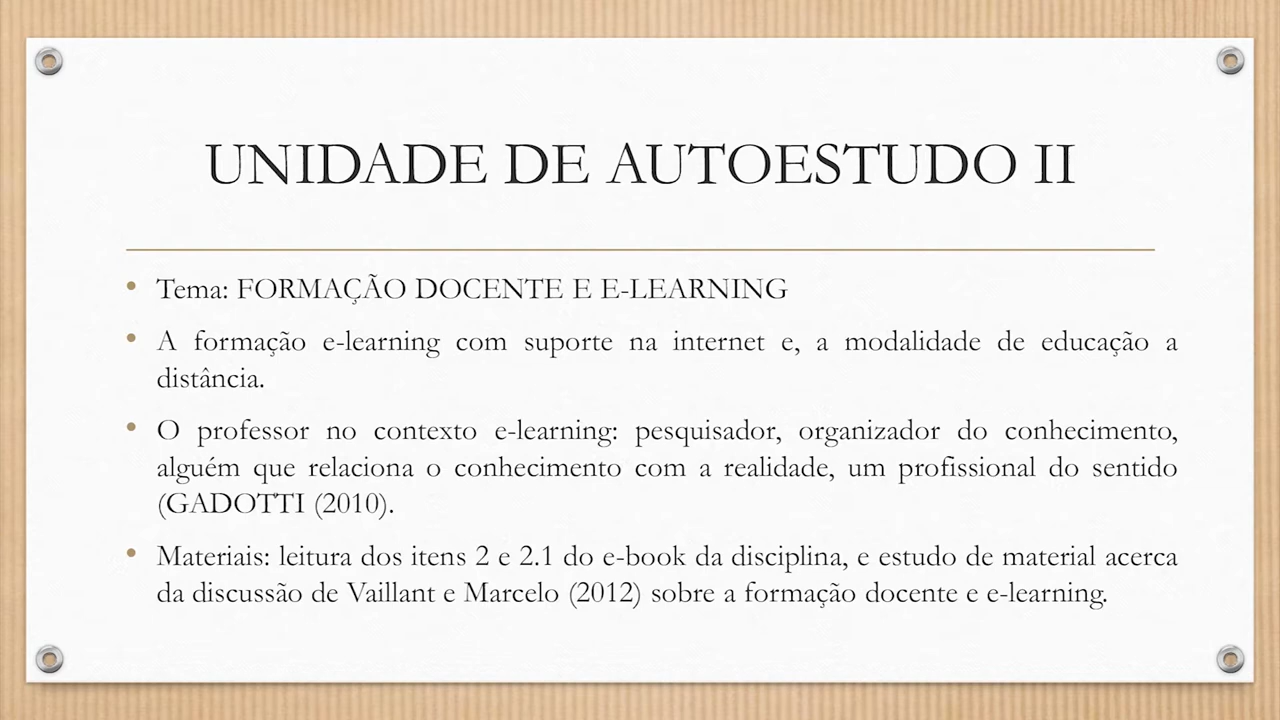 UNIDADE DE AUTOESTUDO II
• Tema: FORMAÇÃO DOCENTE E E-LEARNING
• A formação e-learning com suporte na internet e, a modalidade de educação a
distância.
• O professor no contexto e-learning: pesquisador, organizador do conhecimento,
alguém que relaciona o conhecimento com a realidade, um profissional do sentido
(GADOTTI (2010).
• Materiais: leitura dos itens 2 e 2.1 do e-book da disciplina, e estudo de material acerca
da discussão de Vaillant e Marcelo (2012) sobre a formação docente e e-learning.